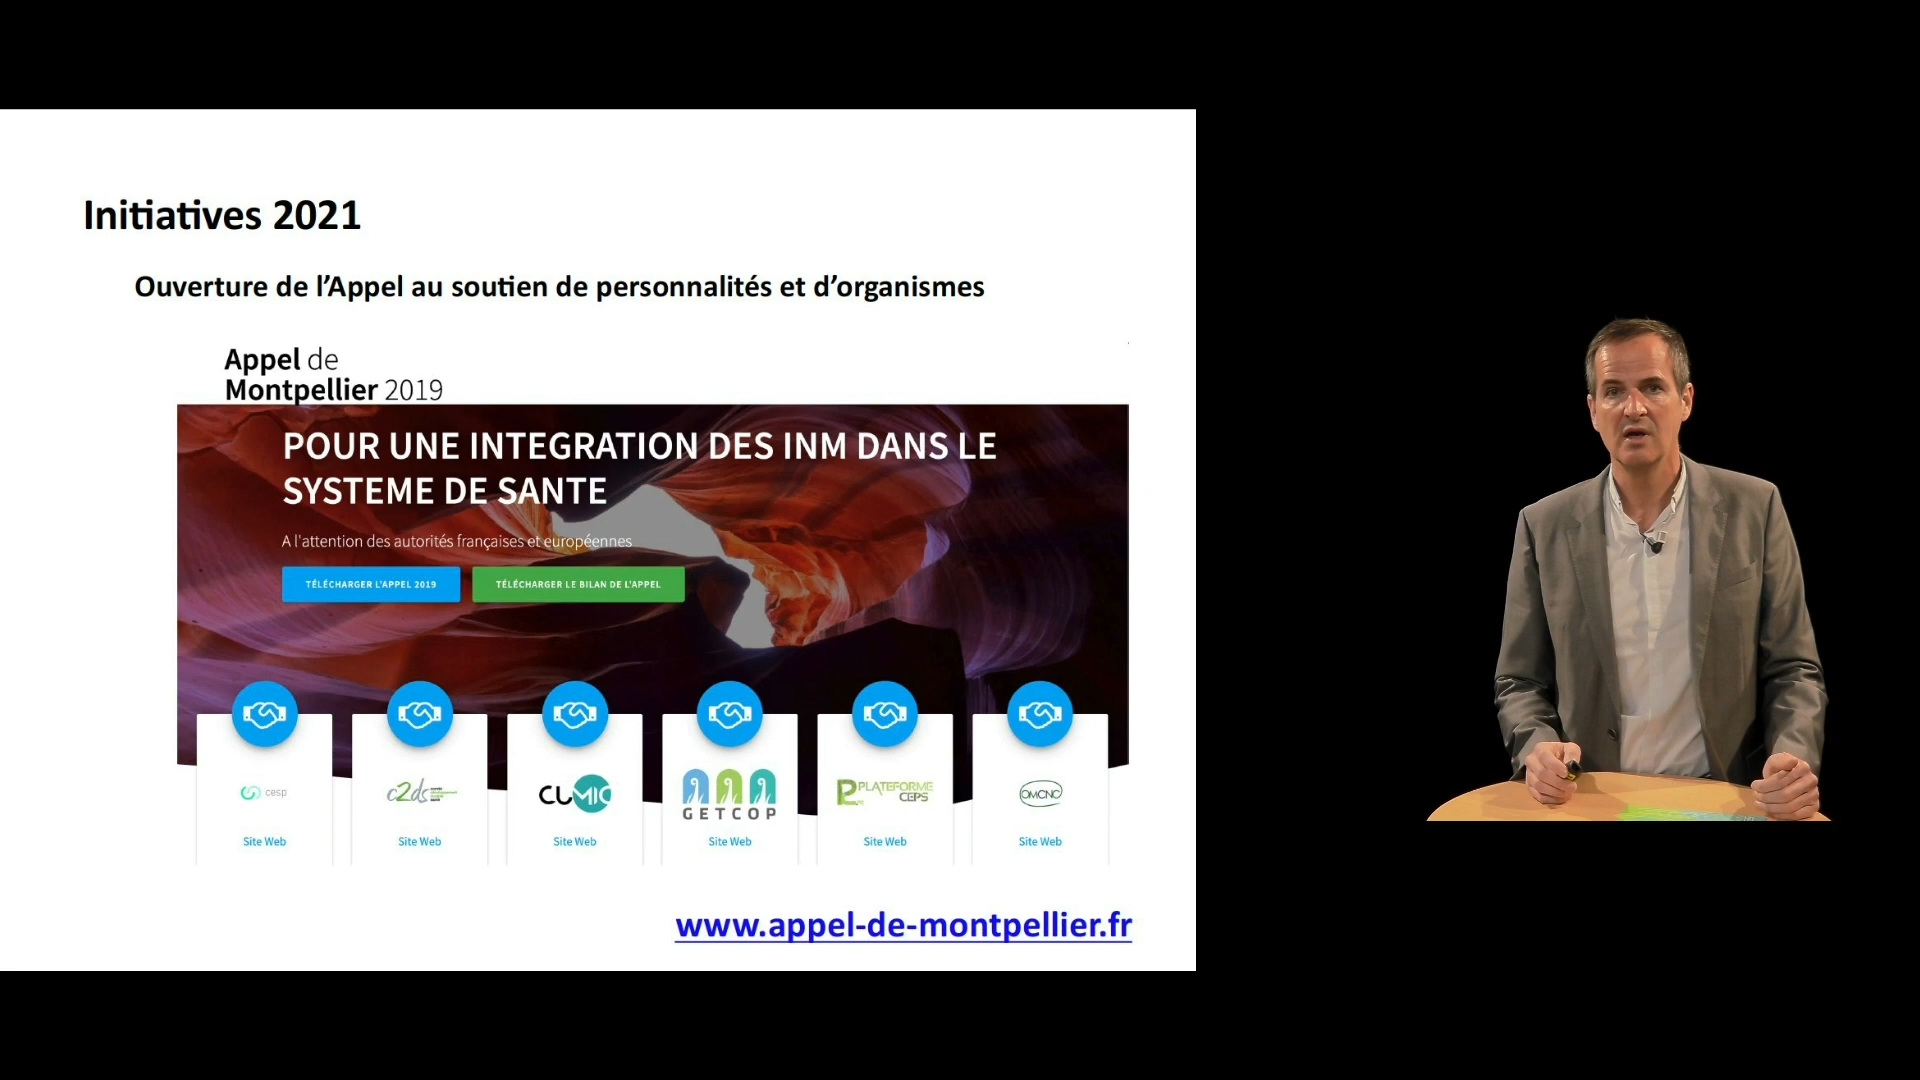 Initiatives 2021
Ouverture de l’Appel au soutien de personnalités et d’organismes
Appel de
Montpellier 2019
POUR UNE INTEGRATION DES INM DANS LE
SYSTEME DE SANTE
A l'attention des autorités françaises et européennes
TÉLÉCHARGER L'APPEL 2019
TÉLÉCHARGER LE BILAN DE L'APPEL
cesp
c2ds
CUMIC
GETCOP
PLATEFORME
CEPS
OMCNC
Site Web
Site Web
Site Web
Site Web
Site Web
Site Web
www.appel-de-montpellier.fr